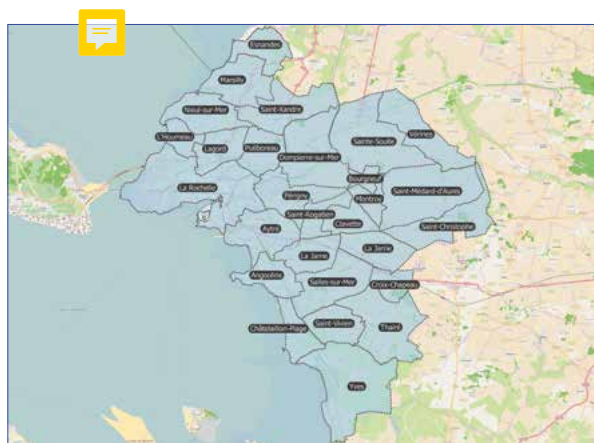 Esnandes
Marsilly
Nieul-sur-Mer
Saint-Xandre
L'Houmeau
Lagord
Puilboreau
Dompierre-sur-Mer
Sainte-Soulle
Vérines
La Rochelle
Bourgneuf
Périgny
Montroy
Saint-Médard-d'Aunis
Saint-Rogatien
Clavette
Saint-Christophe
Aytré
La Jarne
La Jarrie
Angoulins
Salles-sur-Mer
Croix-Chapeau
Châtelaillon-Plage
Saint-Vivien
Thairé
Yves